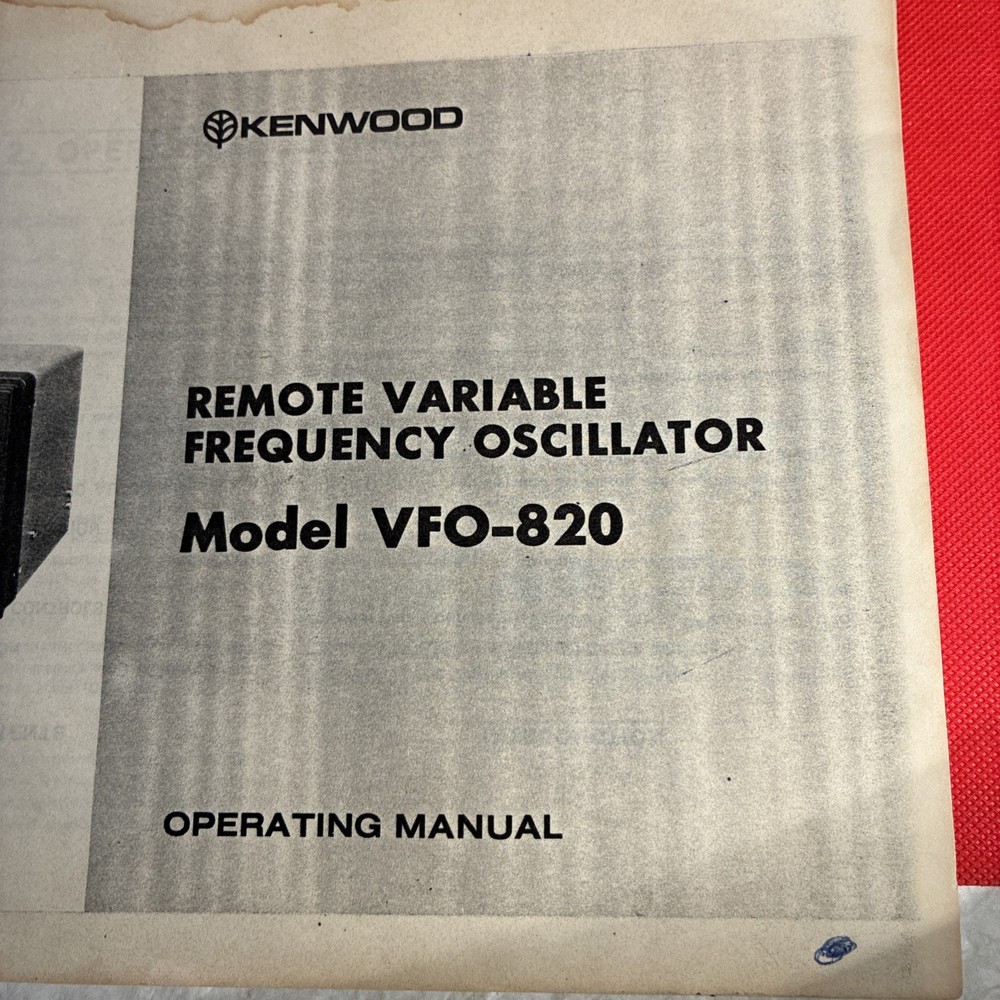 KENWOOD
REMOTE VARIABLE
FREQUENCY OSCILLATOR
Model VFO-820
OPERATING MANUAL